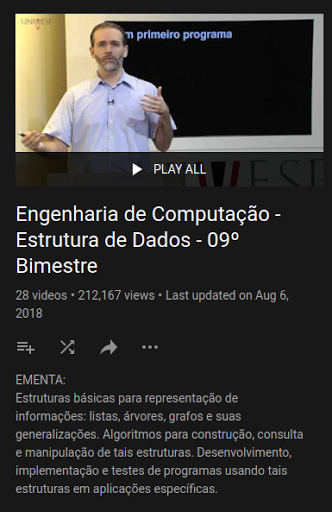 UNIVESP
m primeiro programa
PLAY ALL
Engenharia de Computação -
Estrutura de Dados - 09º
Bimestre
28 videos • 212,167 views • Last updated on Aug 6,
2018
EMENTA:
Estruturas básicas para representação de
informações: listas, árvores, grafos e suas
generalizações. Algoritmos para construção, consulta
e manipulação de tais estruturas. Desenvolvimento,
implementação e testes de programas usando tais
estruturas em aplicações específicas.